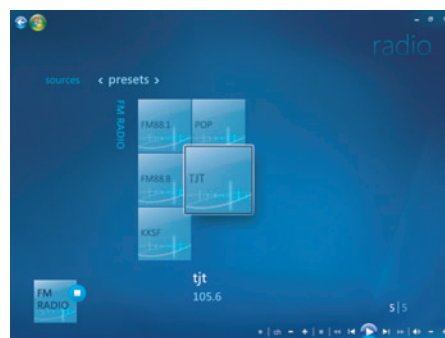 radio
sources < presets >
FM RADIO
FM88.1 POP
FM88.8 TJT
KKSF
tjt
105.6
FM
RADIO
5|5
ch